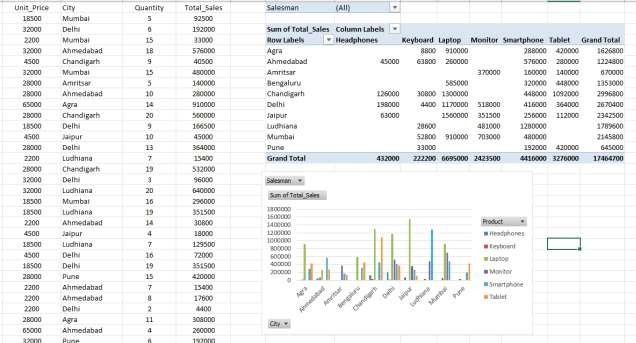 Unit_Price City Quantity Total_Sales
18500 Mumbai 5 92500
32000 Delhi 6 192000
2200 Mumbai 15 33000
32000 Ahmedabad 18 576000
4500 Chandigarh 9 40500
32000 Mumbai 15 480000
28000 Amritsar 5 140000
28000 Ahmedabad 10 280000
65000 Agra 14 910000
28000 Chandigarh 20 560000
18500 Delhi 9 166500
4500 Jaipur 10 45000
28000 Delhi 13 364000
2200 Ludhiana 7 15400
28000 Chandigarh 19 532000
32000 Delhi 3 96000
32000 Ludhiana 20 640000
18500 Mumbai 16 296000
18500 Ludhiana 19 351500
2200 Ahmedabad 14 30800
4500 Jaipur 4 18000
18500 Ludhiana 7 129500
4500 Delhi 16 72000
18500 Delhi 19 351500
28000 Pune 15 420000
2200 Ahmedabad 7 15400
2200 Ahmedabad 8 17600
2200 Delhi 2 4400
28000 Agra 11 308000
65000 Ahmedabad 4 260000
32000 Pune 6 192000
Salesman (All)
Sum of Total_Sales Column Labels
Row Labels Headphones Keyboard Laptop Monitor Smartphone Tablet Grand Total
Agra 8800 910000 288000 420000 1626800
Ahmedabad 45000 63800 260000 576000 280000 1224800
Amritsar 370000 160000 140000 670000
Bengaluru 585000 320000 448000 1353000
Chandigarh 126000 30800 1300000 448000 1092000 2996800
Delhi 198000 4400 1170000 518000 416000 364000 2670400
Jaipur 63000 1560000 351500 256000 112000 2342500
Ludhiana 28600 481000 1280000 1789600
Mumbai 52800 910000 703000 480000 2145800
Pune 33000 192000 420000 645000
Grand Total 432000 222200 6695000 2423500 4416000 3276000 17464700
Salesman
Sum of Total_Sales
1800000
1600000
1400000
1200000
1000000
800000
600000
400000
200000
0
Agra
Ahmedabad
Amritsar
Bengaluru
Chandigarh
Delhi
Jaipur
Ludhiana
Mumbai
Pune
Product
Headphones
Keyboard
Laptop
Monitor
Smartphone
Tablet
City